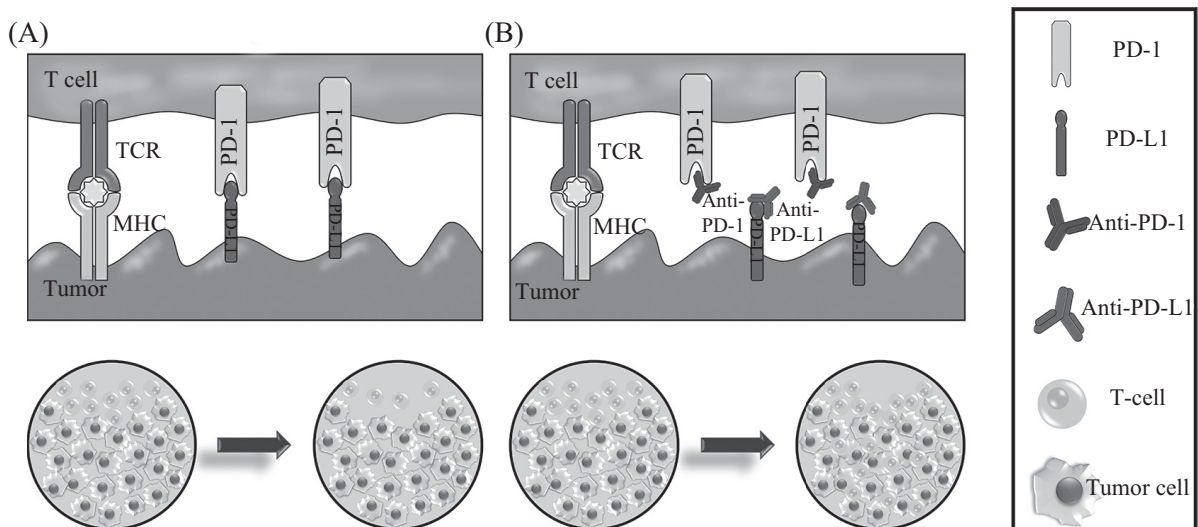 (A)
T cell
TCR
MHC
PD-1
PD-L1
PD-1
PD-L1
Tumor
(B)
T cell
TCR
MHC
PD-1
PD-1
Anti-
PD-1
Anti-
PD-L1
PD-L1
PD-L1
Tumor
PD-1
PD-L1
Anti-PD-1
Anti-PD-L1
T-cell
Tumor cell